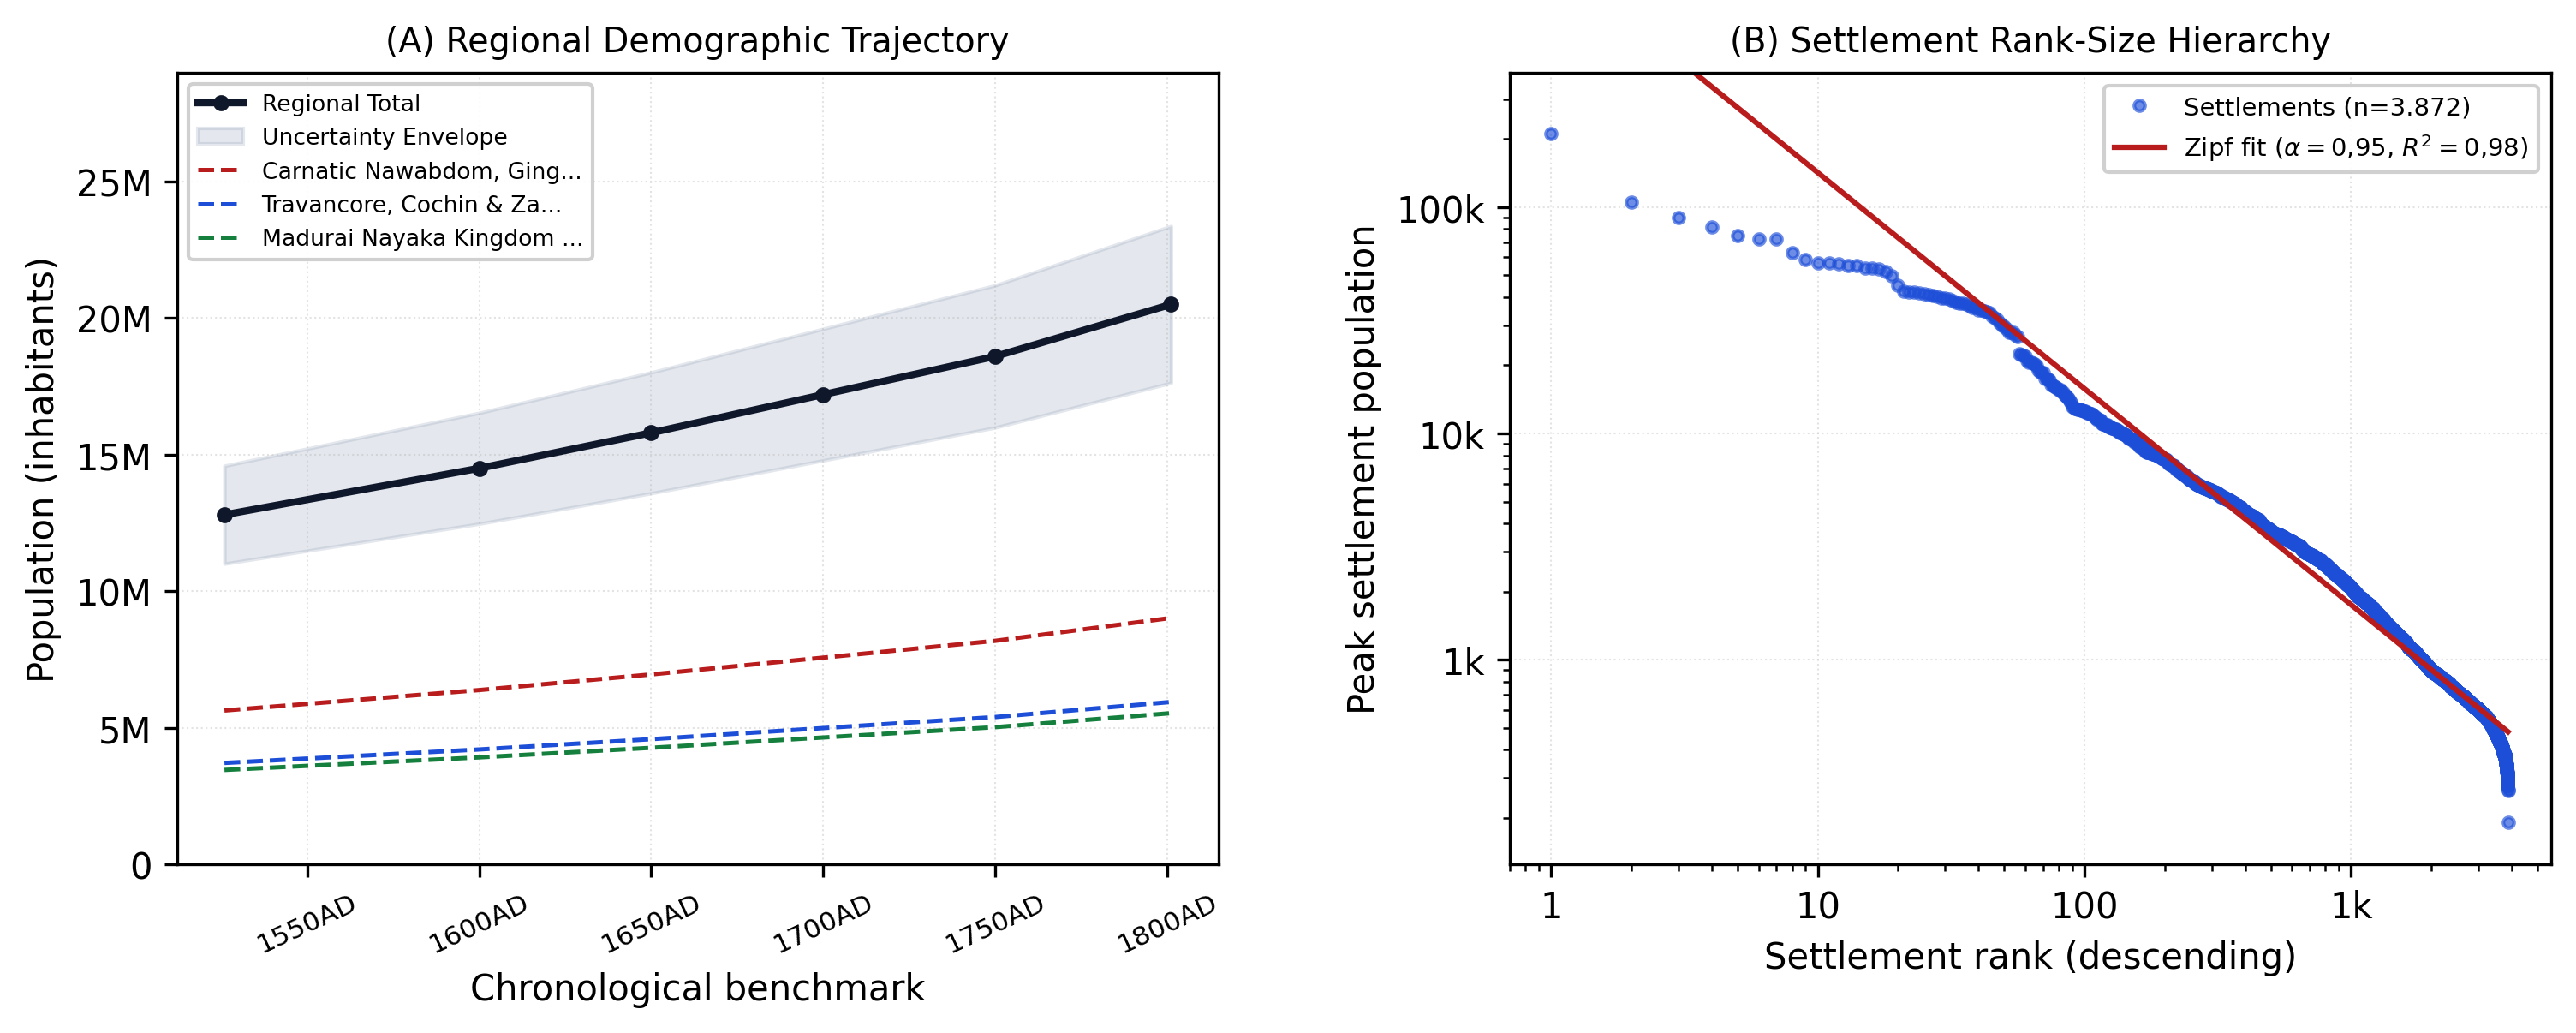 (A) Regional Demographic Trajectory
Regional Total
Uncertainty Envelope
Carnatic Nawabdom, Ging...
Travancore, Cochin & Za...
Madurai Nayaka Kingdom ...
25M
20M
15M
10M
5M
0
Population (inhabitants)
1550AD
1600AD
1650AD
1700AD
1750AD
1800AD
Chronological benchmark
(B) Settlement Rank-Size Hierarchy
Settlements (n=3.872)
Zipf fit (α = 0,95, R² = 0,98)
100k
10k
1k
Peak settlement population
1
10
100
1k
Settlement rank (descending)